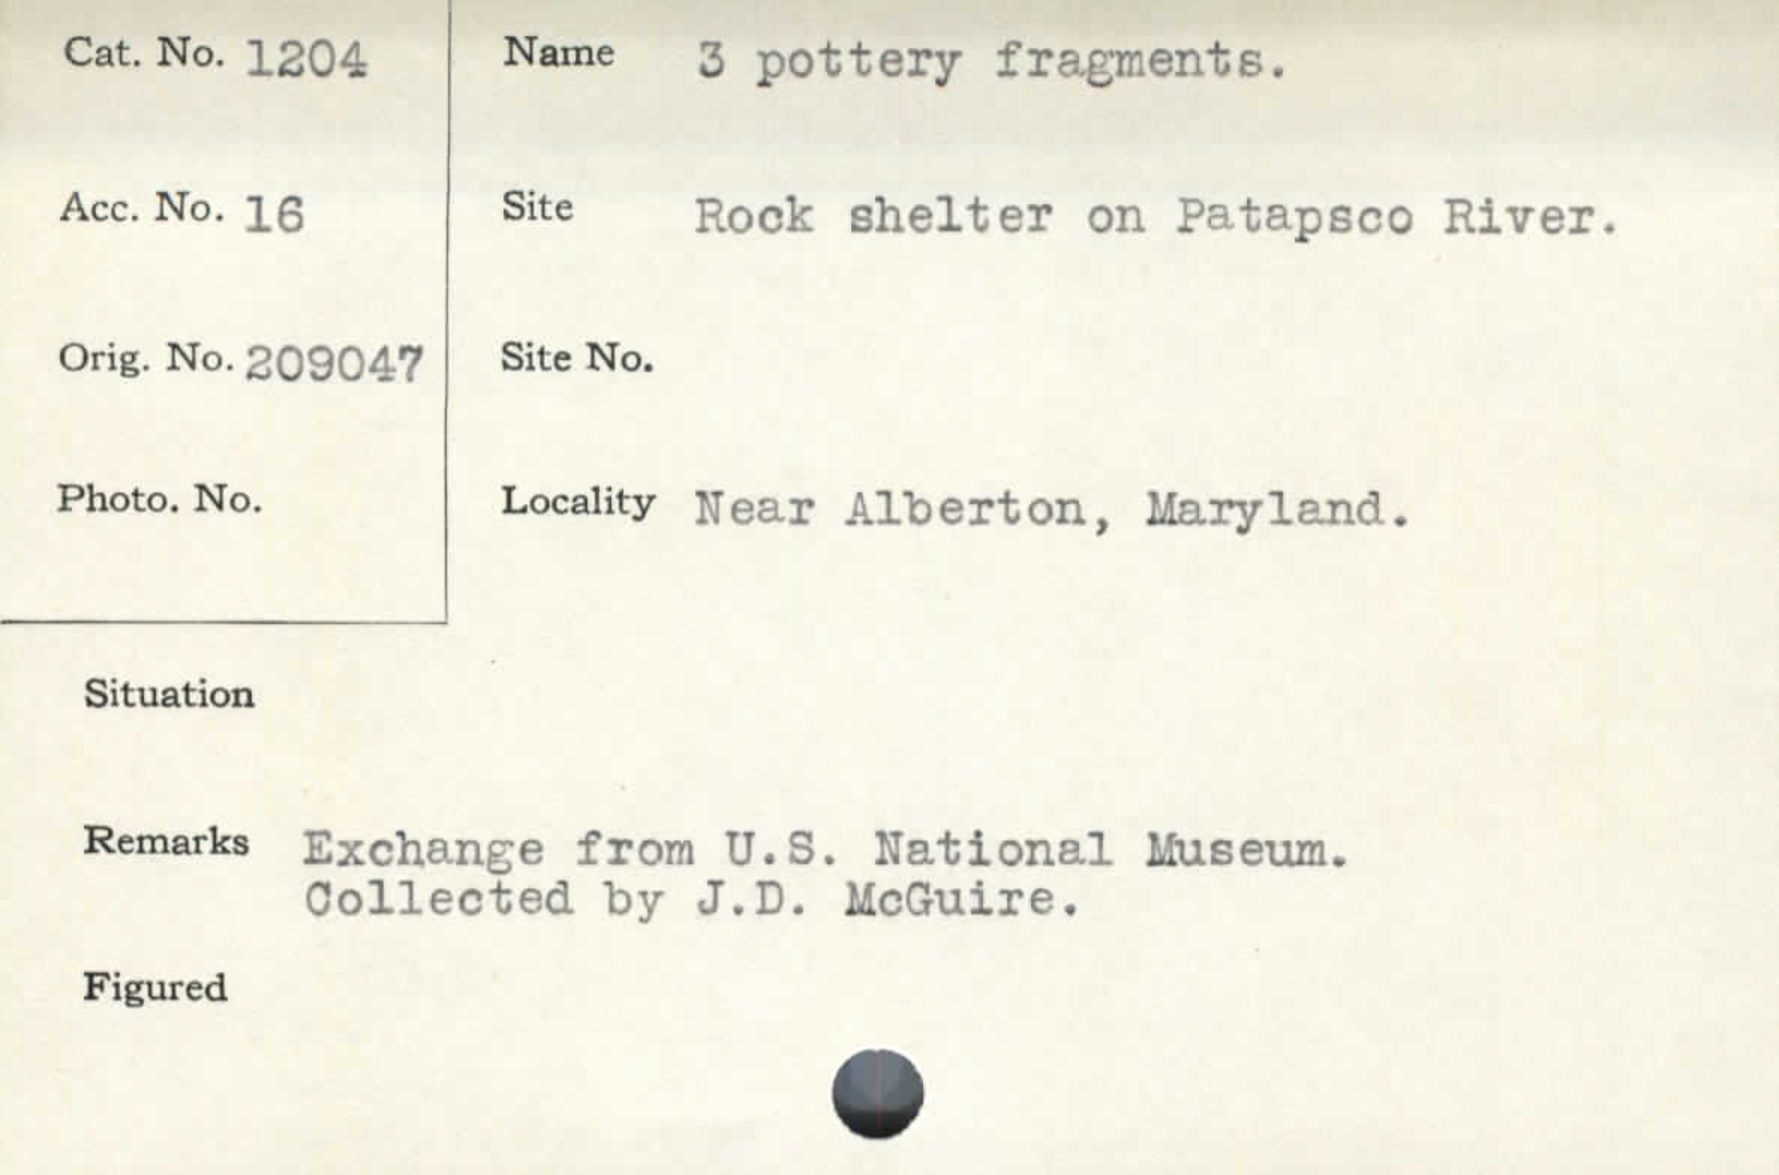 Cat. No. 1204
Name 3 pottery fragments.
Acc. No. 16
Site Rock shelter on Patapsco River.
Orig. No. 209047
Site No.
Photo. No.
Locality Near Alberton, Maryland.
Situation
Remarks Exchange from U.S. National Museum.
Collected by J.D. McGuire.
Figured